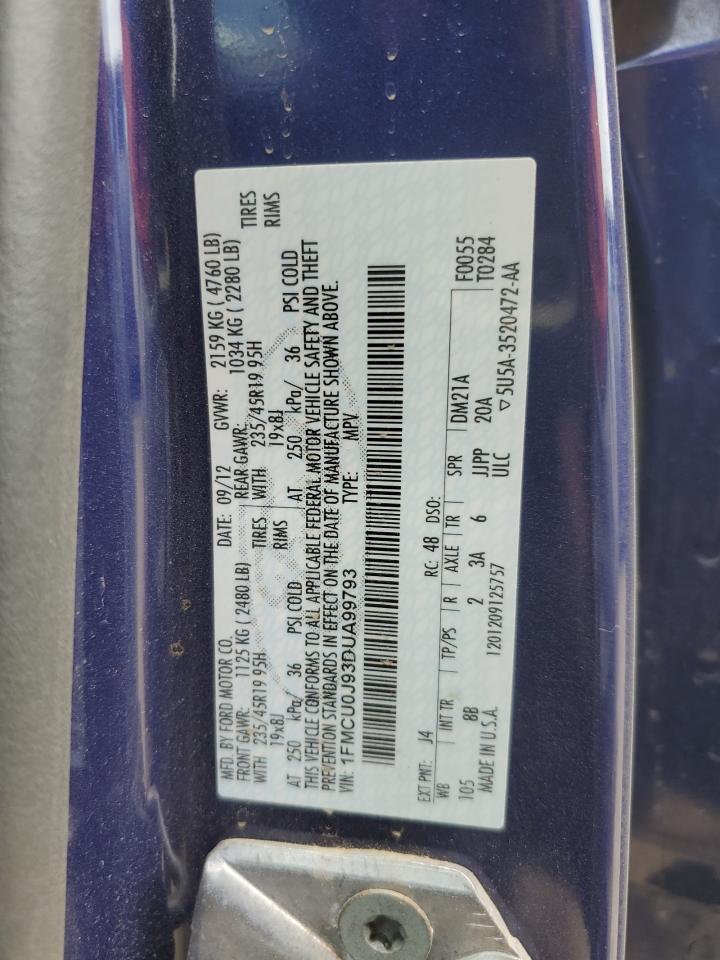 MFD. BY FORD MOTOR CO.
DATE: 09/12 GVWR: 2159 KG ( 4760 LB)
FRONT GAWR: 1125 KG ( 2480 LB) REAR GAWR: 1034 KG ( 2280 LB)
WITH 235/45R19 95H TIRES WITH 235/45R19 95H TIRES
19x8J RIMS 19x8J RIMS
AT 250 kPa/ 36 PSI COLD AT 250 kPa/ 36 PSI COLD
THIS VEHICLE CONFORMS TO ALL APPLICABLE FEDERAL MOTOR VEHICLE SAFETY AND THEFT
PREVENTION STANDARDS IN EFFECT ON THE DATE OF MANUFACTURE SHOWN ABOVE.
VIN: 1FMCU0J93DUA99793 TYPE: MPV
EXT PNT: J4 RC: 48 DSO: F0055
WB INT TR TP/PS R AXLE TR SPR DM21A T0284
105 8B 2 3A 6 JJPP 20A
MADE IN U.S.A. 1201209125757 ULC ▽5U5A-3520472-AA